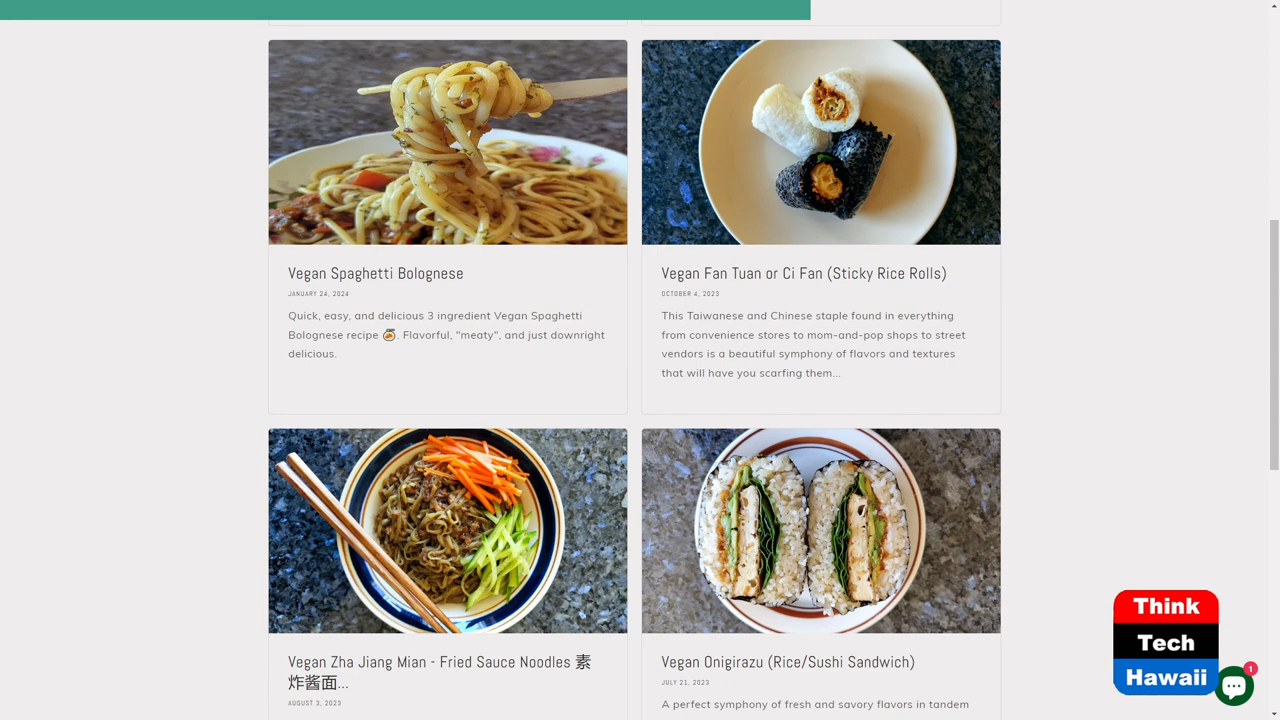 Vegan Spaghetti Bolognese
JANUARY 24, 2024
Quick, easy, and delicious 3 ingredient Vegan Spaghetti
Bolognese recipe 🍝. Flavorful, "meaty", and just downright
delicious.
Vegan Fan Tuan or Ci Fan (Sticky Rice Rolls)
OCTOBER 4, 2023
This Taiwanese and Chinese staple found in everything
from convenience stores to mom-and-pop shops to street
vendors is a beautiful symphony of flavors and textures
that will have you scarfing them...
Vegan Zha Jiang Mian - Fried Sauce Noodles 素
炸酱面...
AUGUST 3, 2023
Vegan Onigirazu (Rice/Sushi Sandwich)
JULY 21, 2023
A perfect symphony of fresh and savory flavors in tandem
Think
Tech
Hawaii
1